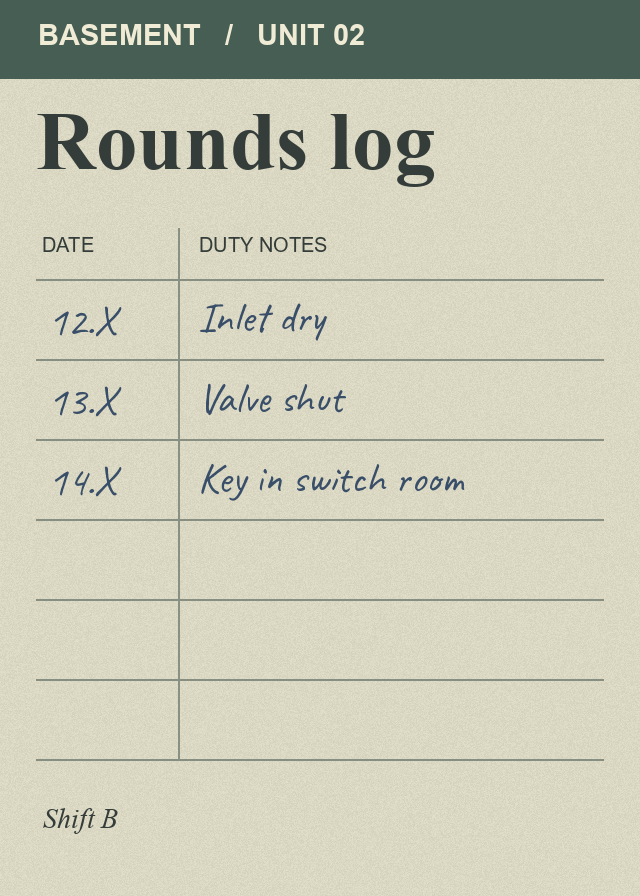 BASEMENT / UNIT 02
Rounds log
DATE DUTY NOTES
12.X Inlet dry
13.X Valve shut
14.X Key in switch room
Shift B